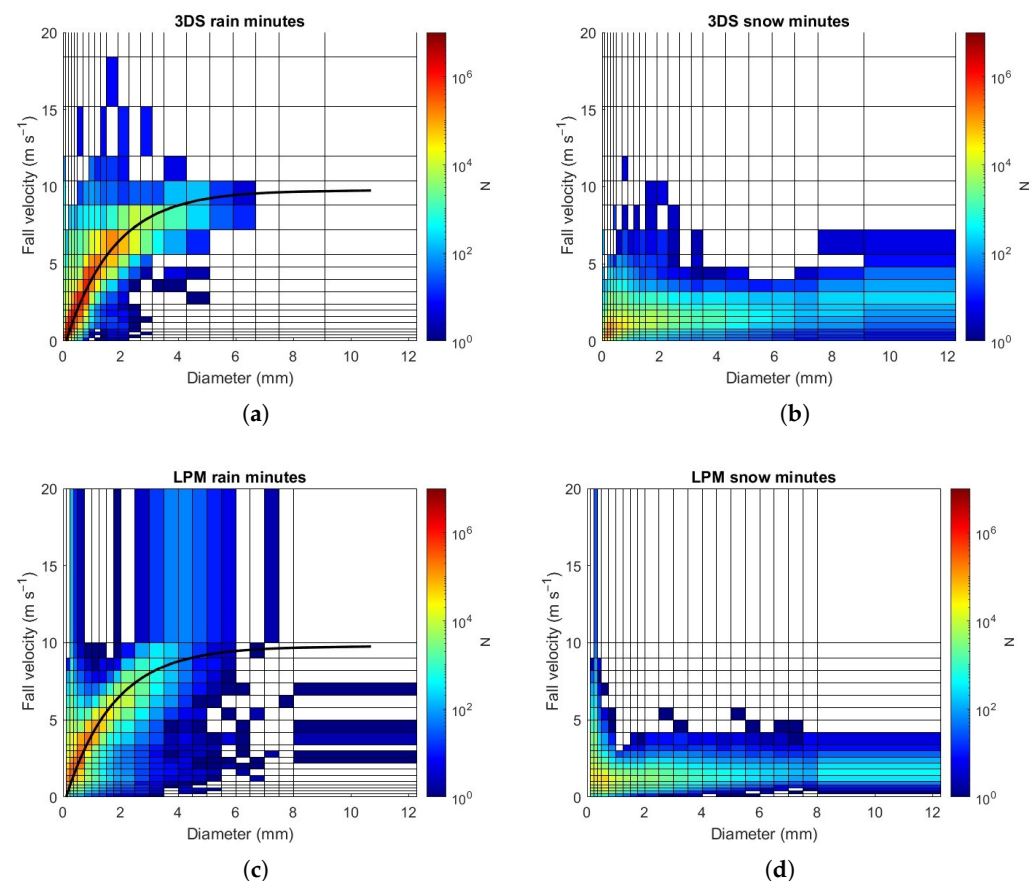 3DS rain minutes
20
15
10
5
0
Fall velocity (m s⁻¹)
0 2 4 6 8 10 12
Diameter (mm)
10⁶
10⁴
10²
10⁰
N
(a)
3DS snow minutes
20
15
10
5
0
Fall velocity (m s⁻¹)
0 2 4 6 8 10 12
Diameter (mm)
10⁶
10⁴
10²
10⁰
N
(b)
LPM rain minutes
20
15
10
5
0
Fall velocity (m s⁻¹)
0 2 4 6 8 10 12
Diameter (mm)
10⁶
10⁴
10²
10⁰
N
(c)
LPM snow minutes
20
15
10
5
0
Fall velocity (m s⁻¹)
0 2 4 6 8 10 12
Diameter (mm)
10⁶
10⁴
10²
10⁰
N
(d)